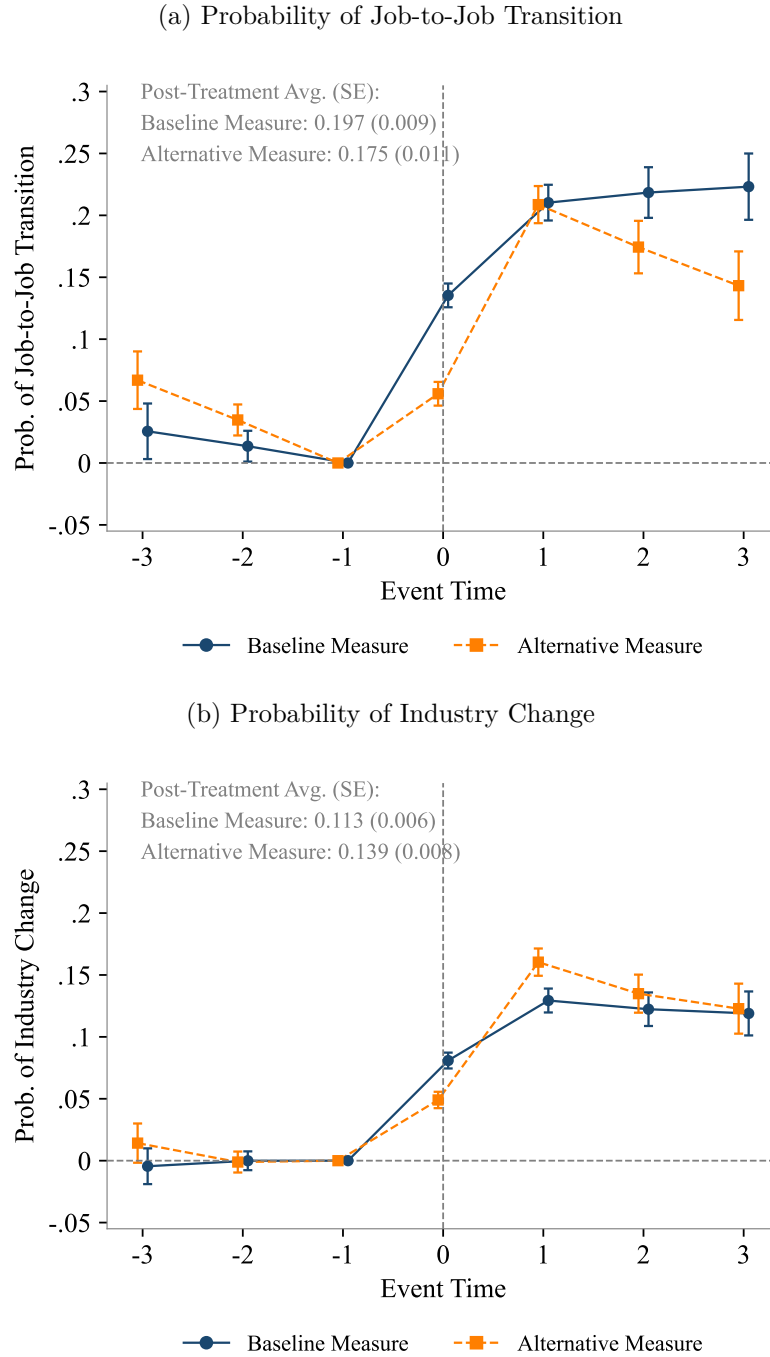 (a) Probability of Job-to-Job Transition
Post-Treatment Avg. (SE):
Baseline Measure: 0.197 (0.009)
Alternative Measure: 0.175 (0.011)
Prob. of Job-to-Job Transition
.3
.25
.2
.15
.1
.05
0
-.05
-3 -2 -1 0 1 2 3
Event Time
Baseline Measure Alternative Measure
(b) Probability of Industry Change
Post-Treatment Avg. (SE):
Baseline Measure: 0.113 (0.006)
Alternative Measure: 0.139 (0.008)
Prob. of Industry Change
.3
.25
.2
.15
.1
.05
0
-.05
-3 -2 -1 0 1 2 3
Event Time
Baseline Measure Alternative Measure